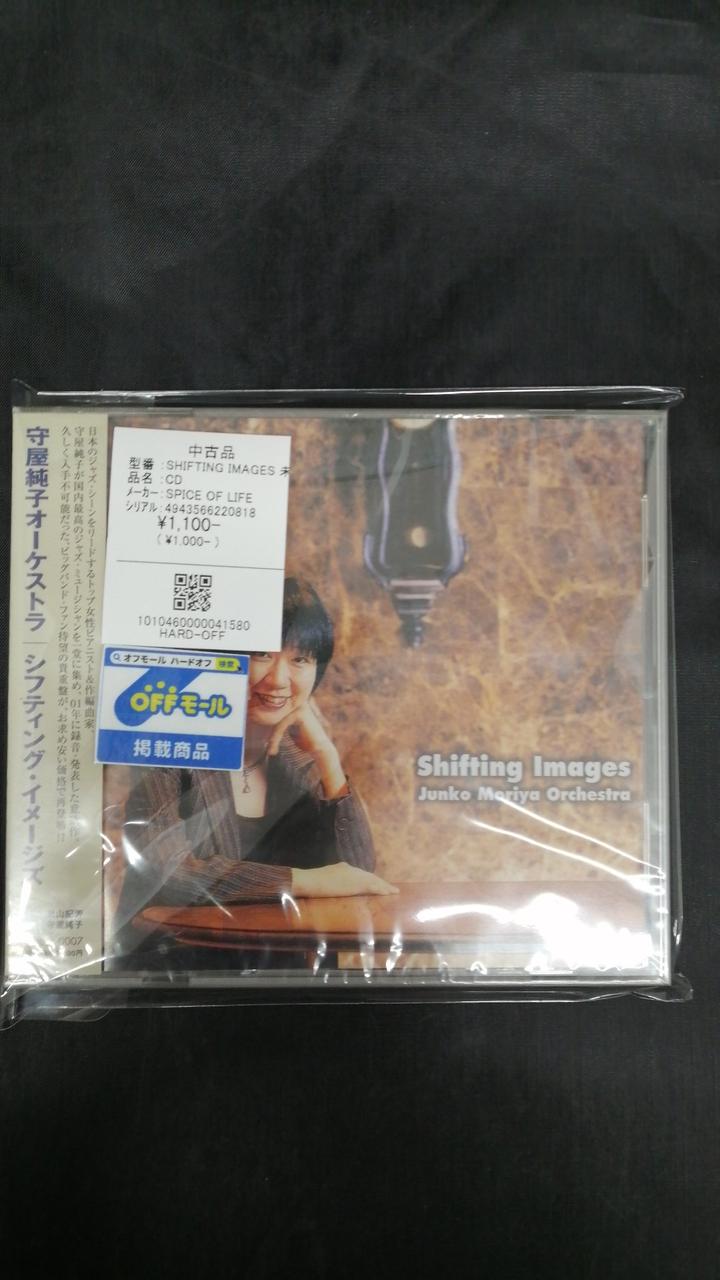 守屋純子オーケストラ シフティング・イメージズ
日本のジャズ・シーンをリードするトップ女性ピアニスト&作編曲家、
守屋純子が国内最高のジャズ・ミュージシャンを一堂に集め、01年に録音・発表した
久しく入手不可能だった、ビッグバンド・ファン待望の貴重盤が、お求め安い価格で再登場!!
0007
中古品
型番 :SHIFTING IMAGES 未
品名 :CD
メーカー:SPICE OF LIFE
シリアル:4943566220818
¥1,100-
( ¥1,000- )
1010460000041580
HARD-OFF
オフモール ハードオフ 検索
OFFモール
掲載商品
Shifting Images
Junko Moriya Orchestra